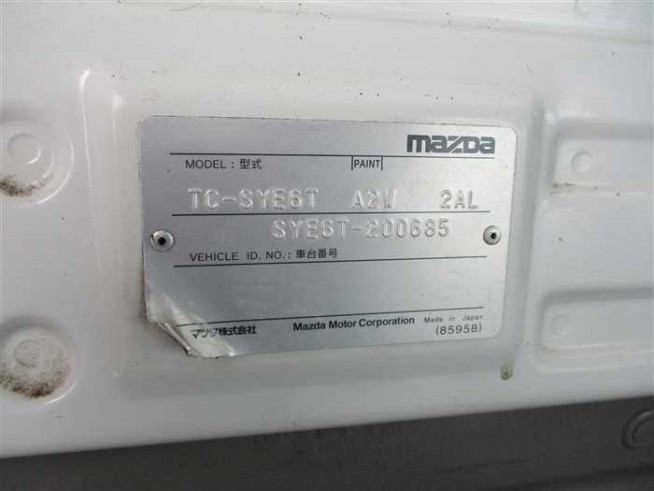 mazda
MODEL: 型式 PAINT
TC-SYE6T A2W 2AL
SYE6T-200685
VEHICLE ID. NO.: 車台番号
マツダ株式会社 Mazda Motor Corporation Made in Japan
(8595B)